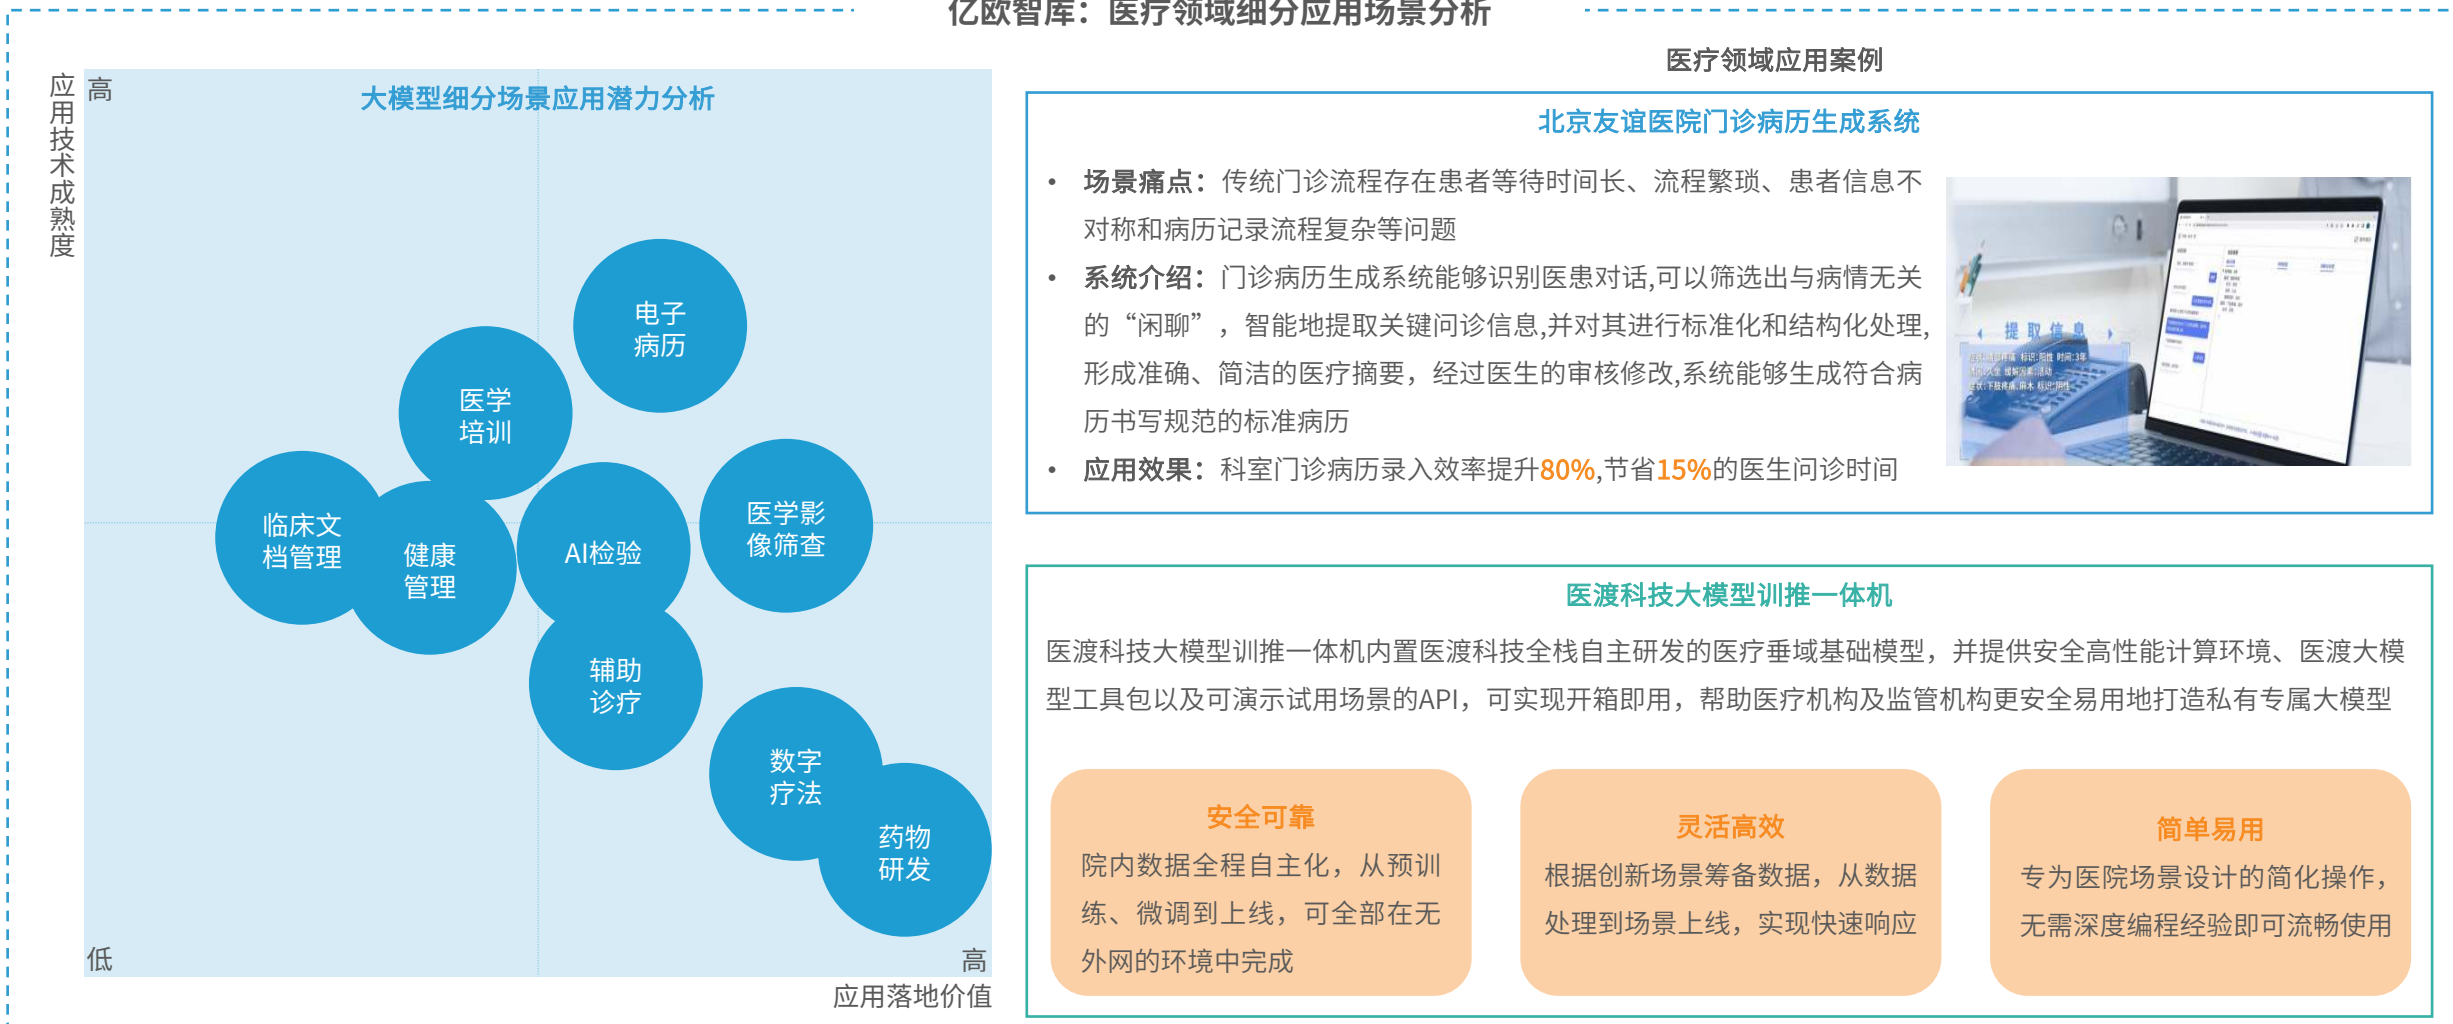 亿欧智库：医疗领域细分应用场景分析
应用技术成熟度
高
大模型细分场景应用潜力分析
电子
病历
医学
培训
临床文
档管理
健康
管理
AI检验
医学影
像筛查
辅助
诊疗
数字
疗法
药物
研发
低
高
应用落地价值
医疗领域应用案例
北京友谊医院门诊病历生成系统
• 场景痛点：传统门诊流程存在患者等待时间长、流程繁琐、患者信息不
对称和病历记录流程复杂等问题
• 系统介绍：门诊病历生成系统能够识别医患对话,可以筛选出与病情无关
的“闲聊”，智能地提取关键问诊信息,并对其进行标准化和结构化处理,
形成准确、简洁的医疗摘要，经过医生的审核修改,系统能够生成符合病
历书写规范的标准病历
• 应用效果：科室门诊病历录入效率提升80%,节省15%的医生问诊时间
提取信息
医渡科技大模型训推一体机
医渡科技大模型训推一体机内置医渡科技全栈自主研发的医疗垂域基础模型，并提供安全高性能计算环境、医渡大模
型工具包以及可演示试用场景的API，可实现开箱即用，帮助医疗机构及监管机构更安全易用地打造私有专属大模型
安全可靠
院内数据全程自主化，从预训
练、微调到上线，可全部在无
外网的环境中完成
灵活高效
根据创新场景筹备数据，从数据
处理到场景上线，实现快速响应
简单易用
专为医院场景设计的简化操作，
无需深度编程经验即可流畅使用